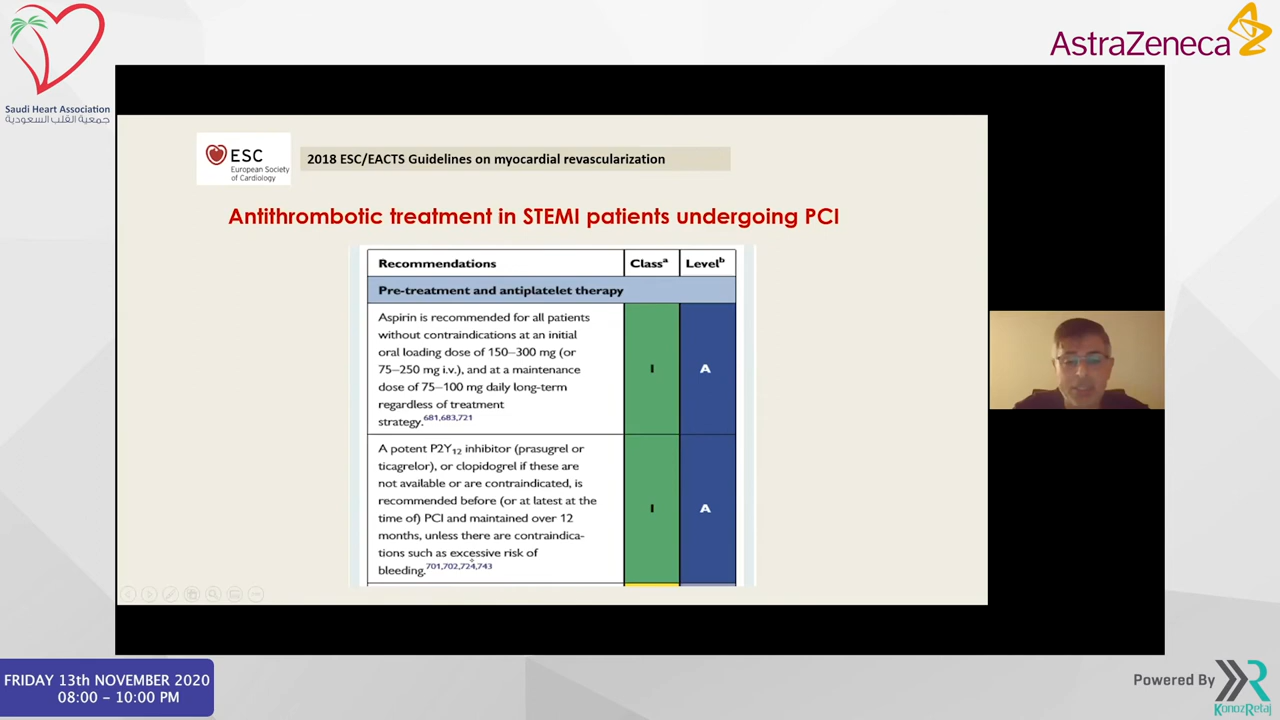 Saudi Heart Association
جمعية القلب السعودية
AstraZeneca
ESC
European Society
of Cardiology
2018 ESC/EACTS Guidelines on myocardial revascularization
Antithrombotic treatment in STEMI patients undergoing PCI
Recommendations Classᵃ Levelᵇ
Pre-treatment and antiplatelet therapy
Aspirin is recommended for all patients
without contraindications at an initial
oral loading dose of 150–300 mg (or
75–250 mg i.v.), and at a maintenance
dose of 75–100 mg daily long-term
regardless of treatment
strategy.681,683,721
I A
A potent P2Y₁₂ inhibitor (prasugrel or
ticagrelor), or clopidogrel if these are
not available or are contraindicated, is
recommended before (or at latest at the
time of) PCI and maintained over 12
months, unless there are contraindica-
tions such as excessive risk of
bleeding.701,702,724,743
I A
FRIDAY 13th NOVEMBER 2020
08:00 – 10:00 PM
Powered By
KonozRetaj